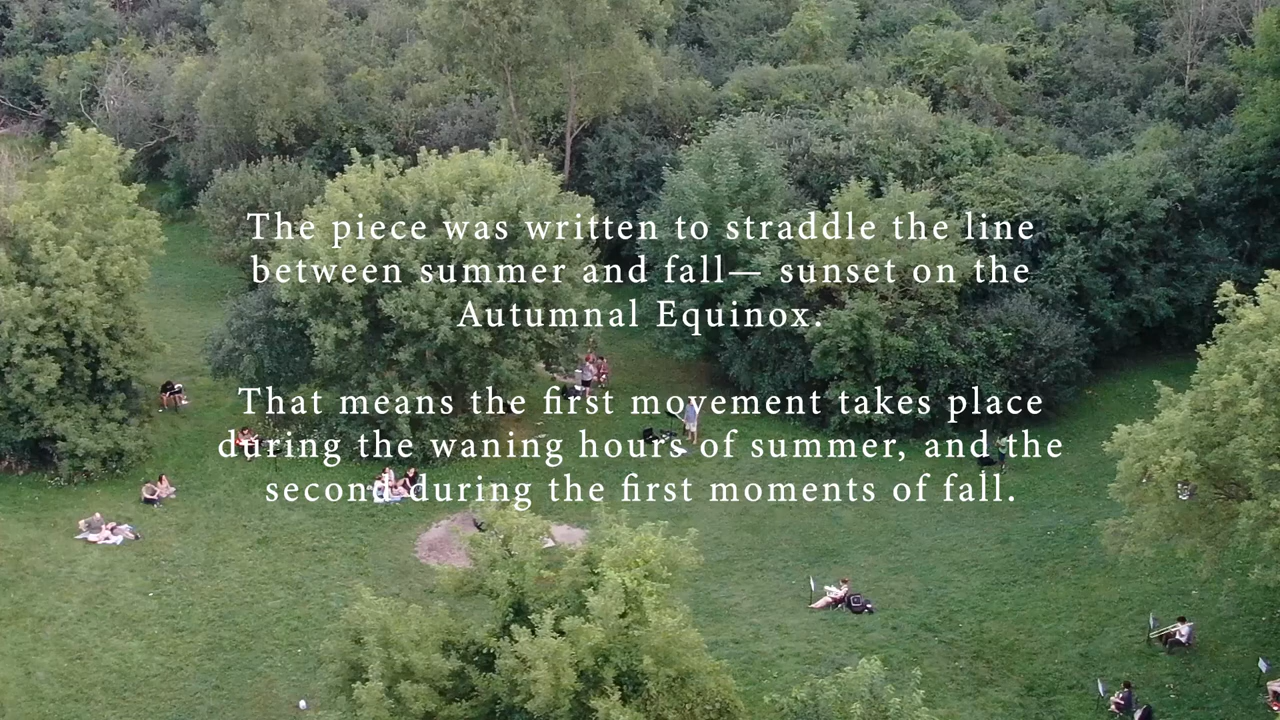 The piece was written to straddle the line
between summer and fall— sunset on the
Autumnal Equinox.
That means the first movement takes place
during the waning hours of summer, and the
second during the first moments of fall.